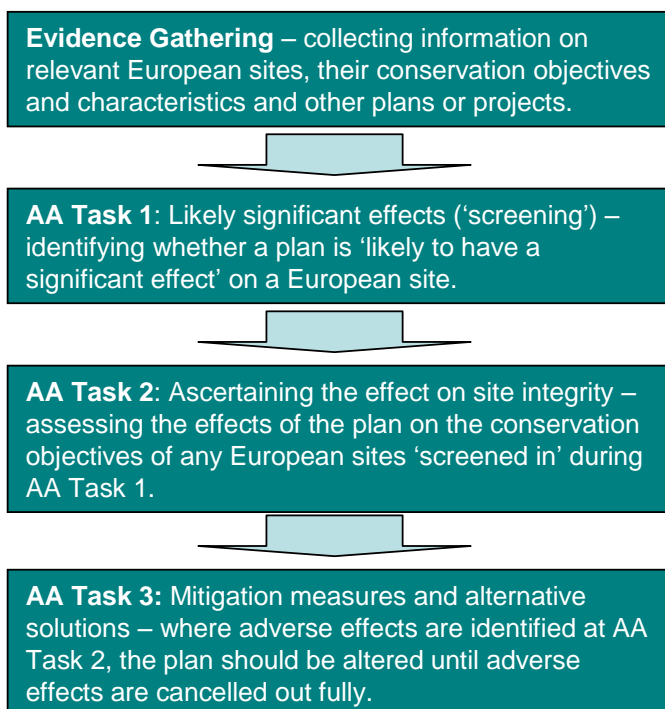 Evidence Gathering – collecting information on
relevant European sites, their conservation objectives
and characteristics and other plans or projects.
AA Task 1: Likely significant effects (‘screening’) –
identifying whether a plan is ‘likely to have a
significant effect’ on a European site.
AA Task 2: Ascertaining the effect on site integrity –
assessing the effects of the plan on the conservation
objectives of any European sites ‘screened in’ during
AA Task 1.
AA Task 3: Mitigation measures and alternative
solutions – where adverse effects are identified at AA
Task 2, the plan should be altered until adverse
effects are cancelled out fully.